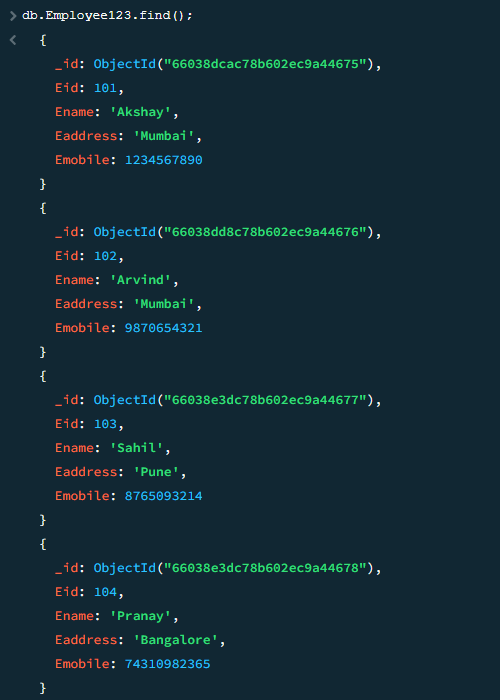 > db.Employee123.find();
< {
_id: ObjectId("66038dcac78b602ec9a44675"),
Eid: 101,
Ename: 'Akshay',
Eaddress: 'Mumbai',
Emobile: 1234567890
}
{
_id: ObjectId("66038dd8c78b602ec9a44676"),
Eid: 102,
Ename: 'Arvind',
Eaddress: 'Mumbai',
Emobile: 9870654321
}
{
_id: ObjectId("66038e3dc78b602ec9a44677"),
Eid: 103,
Ename: 'Sahil',
Eaddress: 'Pune',
Emobile: 8765093214
}
{
_id: ObjectId("66038e3dc78b602ec9a44678"),
Eid: 104,
Ename: 'Pranay',
Eaddress: 'Bangalore',
Emobile: 74310982365
}